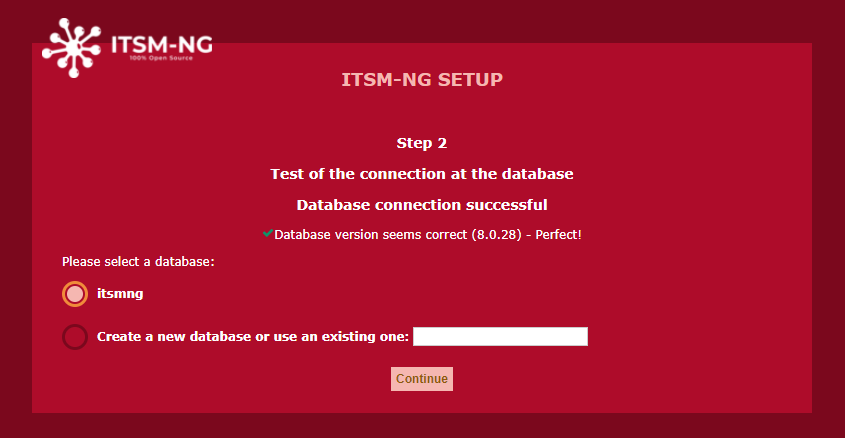 ITSM-NG
100% Open Source
ITSM-NG SETUP
Step 2
Test of the connection at the database
Database connection successful
Database version seems correct (8.0.28) - Perfect!
Please select a database:
itsmng
Create a new database or use an existing one:
Continue